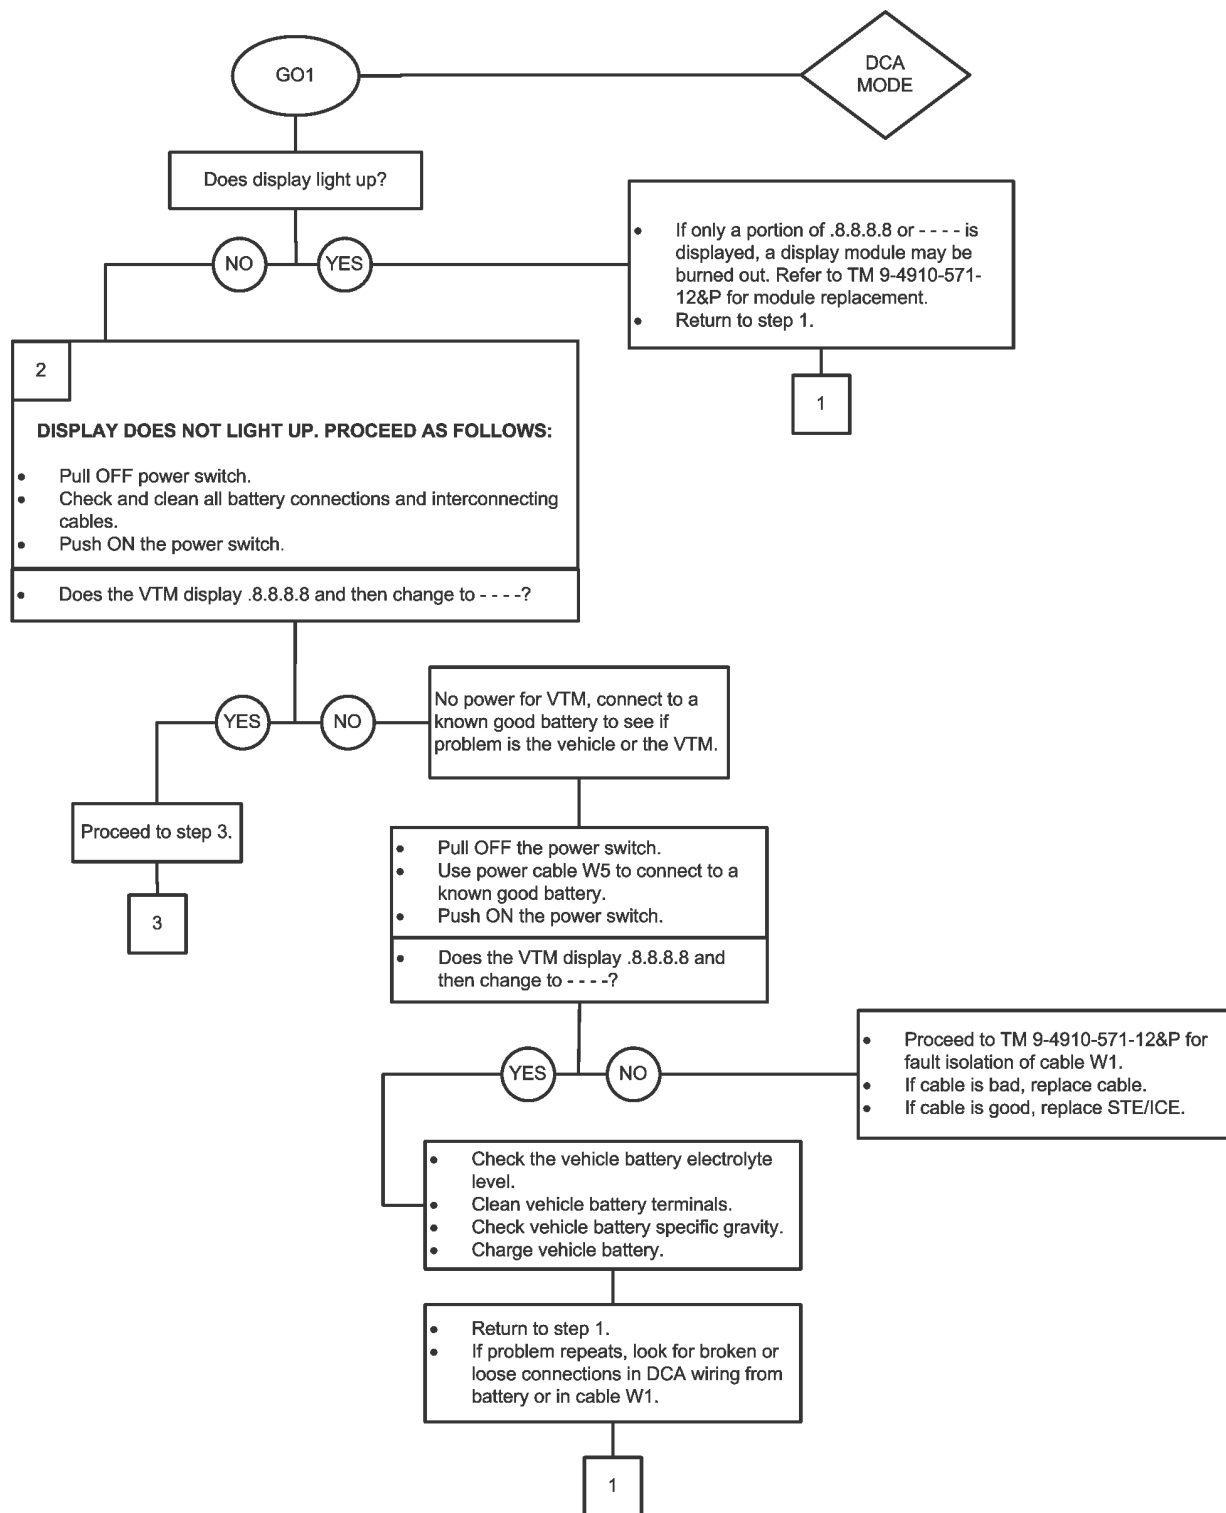 GO1
DCA
MODE
Does display light up?
NO
YES
• If only a portion of .8.8.8.8 or - - - - is
displayed, a display module may be
burned out. Refer to TM 9-4910-571-
12&P for module replacement.
• Return to step 1.
1
2
DISPLAY DOES NOT LIGHT UP. PROCEED AS FOLLOWS:
• Pull OFF power switch.
• Check and clean all battery connections and interconnecting
cables.
• Push ON the power switch.
• Does the VTM display .8.8.8.8 and then change to - - - -?
YES
NO
No power for VTM, connect to a
known good battery to see if
problem is the vehicle or the VTM.
Proceed to step 3.
3
• Pull OFF the power switch.
• Use power cable W5 to connect to a
known good battery.
• Push ON the power switch.
• Does the VTM display .8.8.8.8 and
then change to - - - -?
YES
NO
• Proceed to TM 9-4910-571-12&P for
fault isolation of cable W1.
• If cable is bad, replace cable.
• If cable is good, replace STE/ICE.
• Check the vehicle battery electrolyte
level.
• Clean vehicle battery terminals.
• Check vehicle battery specific gravity.
• Charge vehicle battery.
• Return to step 1.
• If problem repeats, look for broken or
loose connections in DCA wiring from
battery or in cable W1.
1